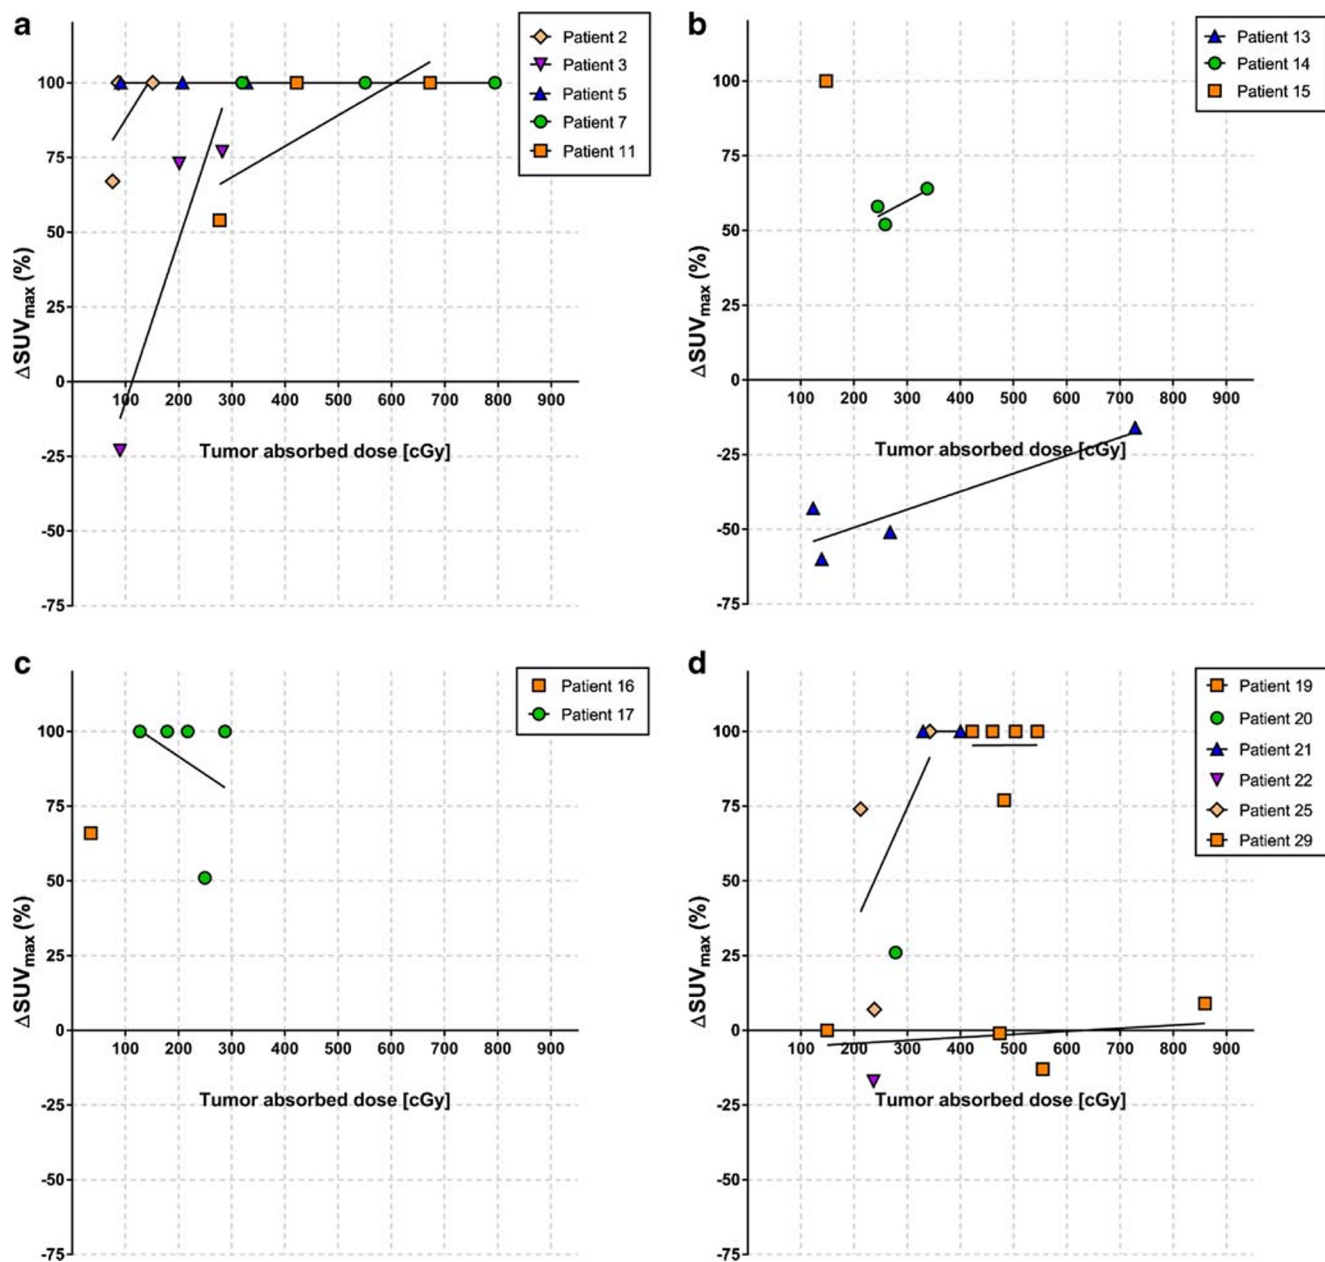 a
ΔSUVmax (%)
100
75
50
25
0
-25
-50
-75
100 200 300 400 500 600 700 800 900
Tumor absorbed dose [cGy]
Patient 2
Patient 3
Patient 5
Patient 7
Patient 11
b
ΔSUVmax (%)
100
75
50
25
0
-25
-50
-75
100 200 300 400 500 600 700 800 900
Tumor absorbed dose [cGy]
Patient 13
Patient 14
Patient 15
c
ΔSUVmax (%)
100
75
50
25
0
-25
-50
-75
100 200 300 400 500 600 700 800 900
Tumor absorbed dose [cGy]
Patient 16
Patient 17
d
ΔSUVmax (%)
100
75
50
25
0
-25
-50
-75
100 200 300 400 500 600 700 800 900
Tumor absorbed dose [cGy]
Patient 19
Patient 20
Patient 21
Patient 22
Patient 25
Patient 29